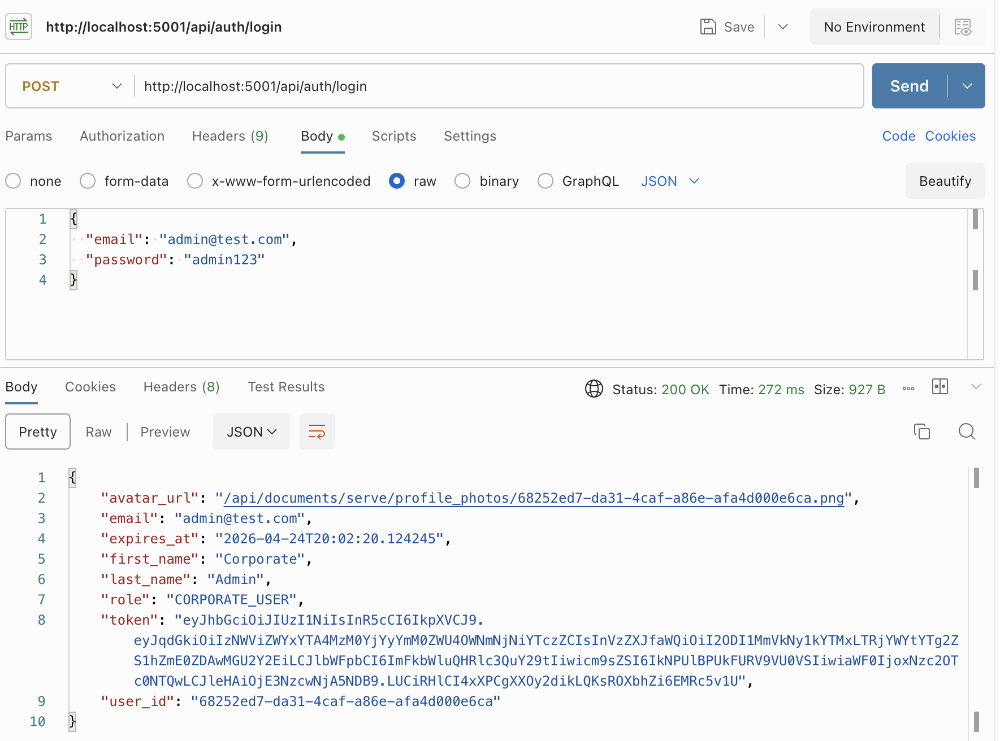 HTTP http://localhost:5001/api/auth/login Save No Environment
POST http://localhost:5001/api/auth/login Send
Params Authorization Headers (9) Body Scripts Settings Code Cookies
none form-data x-www-form-urlencoded raw binary GraphQL JSON Beautify
1 {
2 "email": "admin@test.com",
3 "password": "admin123"
4 }
Body Cookies Headers (8) Test Results Status: 200 OK Time: 272 ms Size: 927 B
Pretty Raw Preview JSON
1 {
2 "avatar_url": "/api/documents/serve/profile_photos/68252ed7-da31-4caf-a86e-afa4d000e6ca.png",
3 "email": "admin@test.com",
4 "expires_at": "2026-04-24T20:02:20.124245",
5 "first_name": "Corporate",
6 "last_name": "Admin",
7 "role": "CORPORATE_USER",
8 "token": "eyJhbGciOiJIUzI1NiIsInR5cCI6IkpXVCJ9.
eyJqdGkiOiIzNWViZWYxYTA4MzM0YjYyYmM0ZWU4OWNmNjNiYTczZCIsInVzZXJfaWQiOiI2ODI1MmVkNy1kYTMxLTRjYWYtYTg2Z
S1hZmE0ZDAwMGU2Y2EiLCJlbWFpbCI6ImFkbWluQHRlc3QuY29tIiwicm9sZSI6IkNPUlBPUkFURV9VU0VSIiwiaWF0IjoxNzc2OT
c0NTQwLCJleHAiOjE3NzcwNjA5NDB9.LUCiRHlCI4xXPCgXXOy2dikLQKsROXbhZi6EMRc5v1U",
9 "user_id": "68252ed7-da31-4caf-a86e-afa4d000e6ca"
10 }